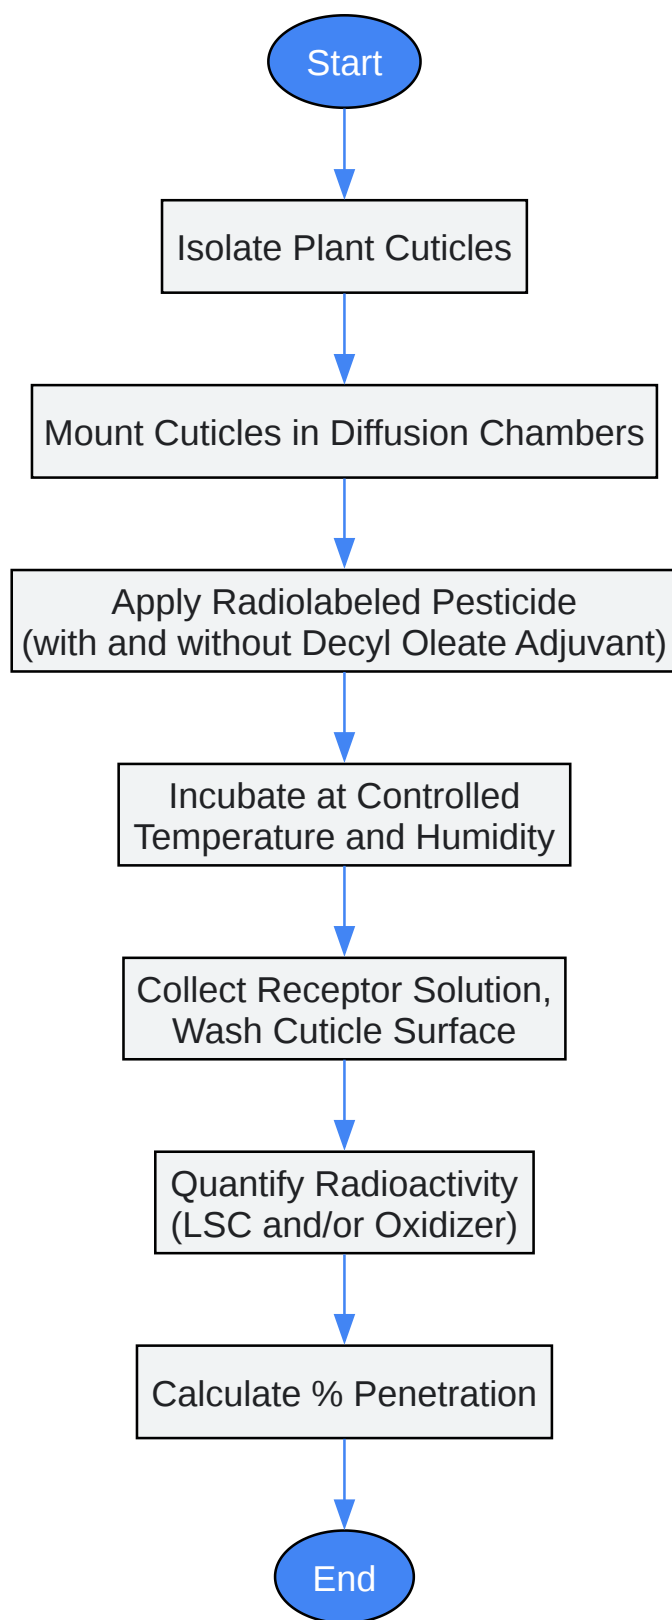 Start
Isolate Plant Cuticles
Mount Cuticles in Diffusion Chambers
Apply Radiolabeled Pesticide
(with and without Decyl Oleate Adjuvant)
Incubate at Controlled
Temperature and Humidity
Collect Receptor Solution,
Wash Cuticle Surface
Quantify Radioactivity
(LSC and/or Oxidizer)
Calculate % Penetration
End